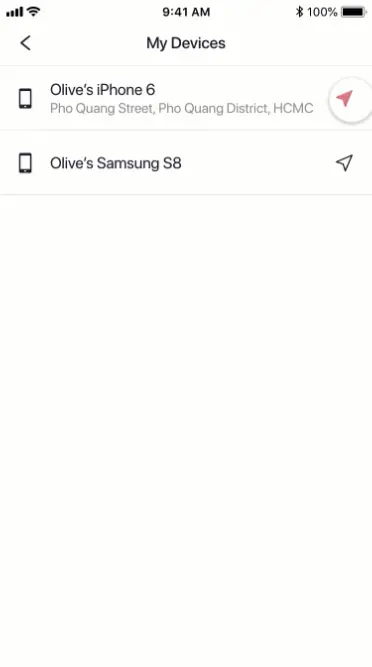 9:41 AM 100%
My Devices
Olive's iPhone 6
Pho Quang Street, Pho Quang District, HCMC
Olive's Samsung S8